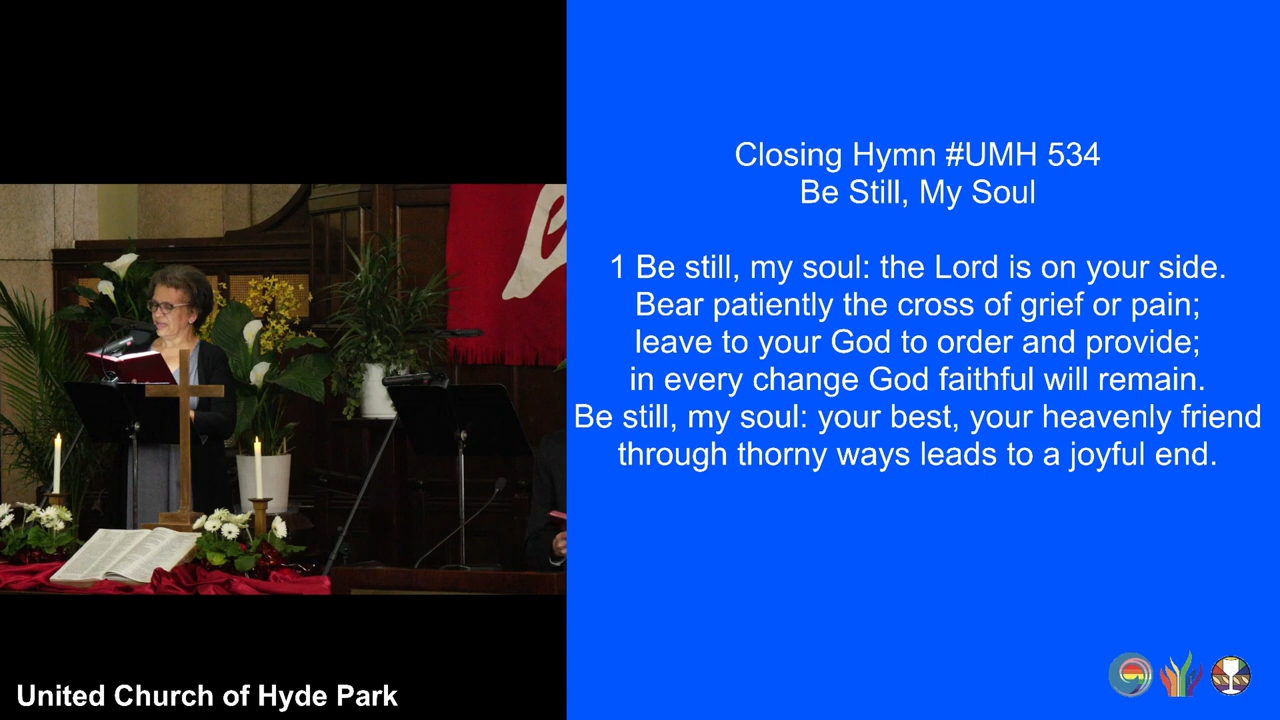 Closing Hymn #UMH 534
Be Still, My Soul
1 Be still, my soul: the Lord is on your side.
Bear patiently the cross of grief or pain;
leave to your God to order and provide;
in every change God faithful will remain.
Be still, my soul: your best, your heavenly friend
through thorny ways leads to a joyful end.
United Church of Hyde Park